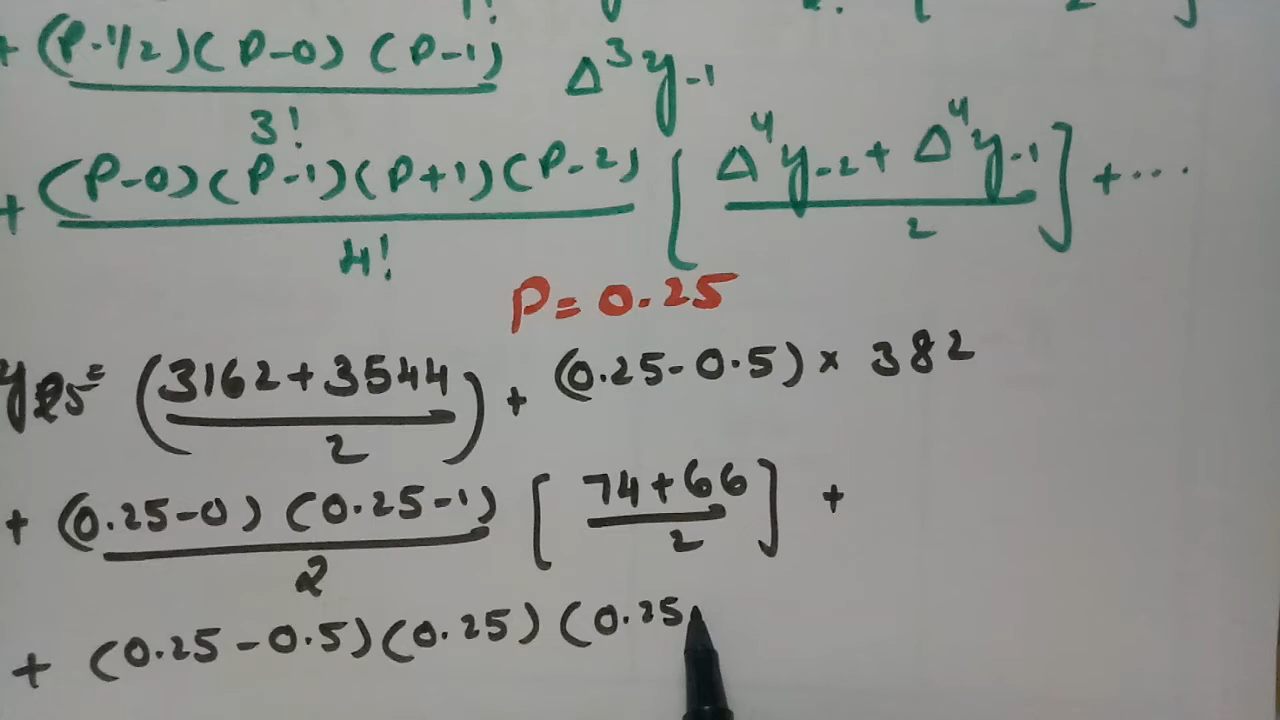 + (P-1/2)(P-0)(P-1) Δ³y-1
3!
+ (P-0)(P-1)(P+1)(P-2) [ Δ⁴y-2 + Δ⁴y-1 ] + ...
4! 2
P = 0.25
y25 = (3162+3544) + (0.25-0.5) × 382
2
+ (0.25-0)(0.25-1) [ 74+66 ] +
2 2
+ (0.25-0.5)(0.25)(0.25